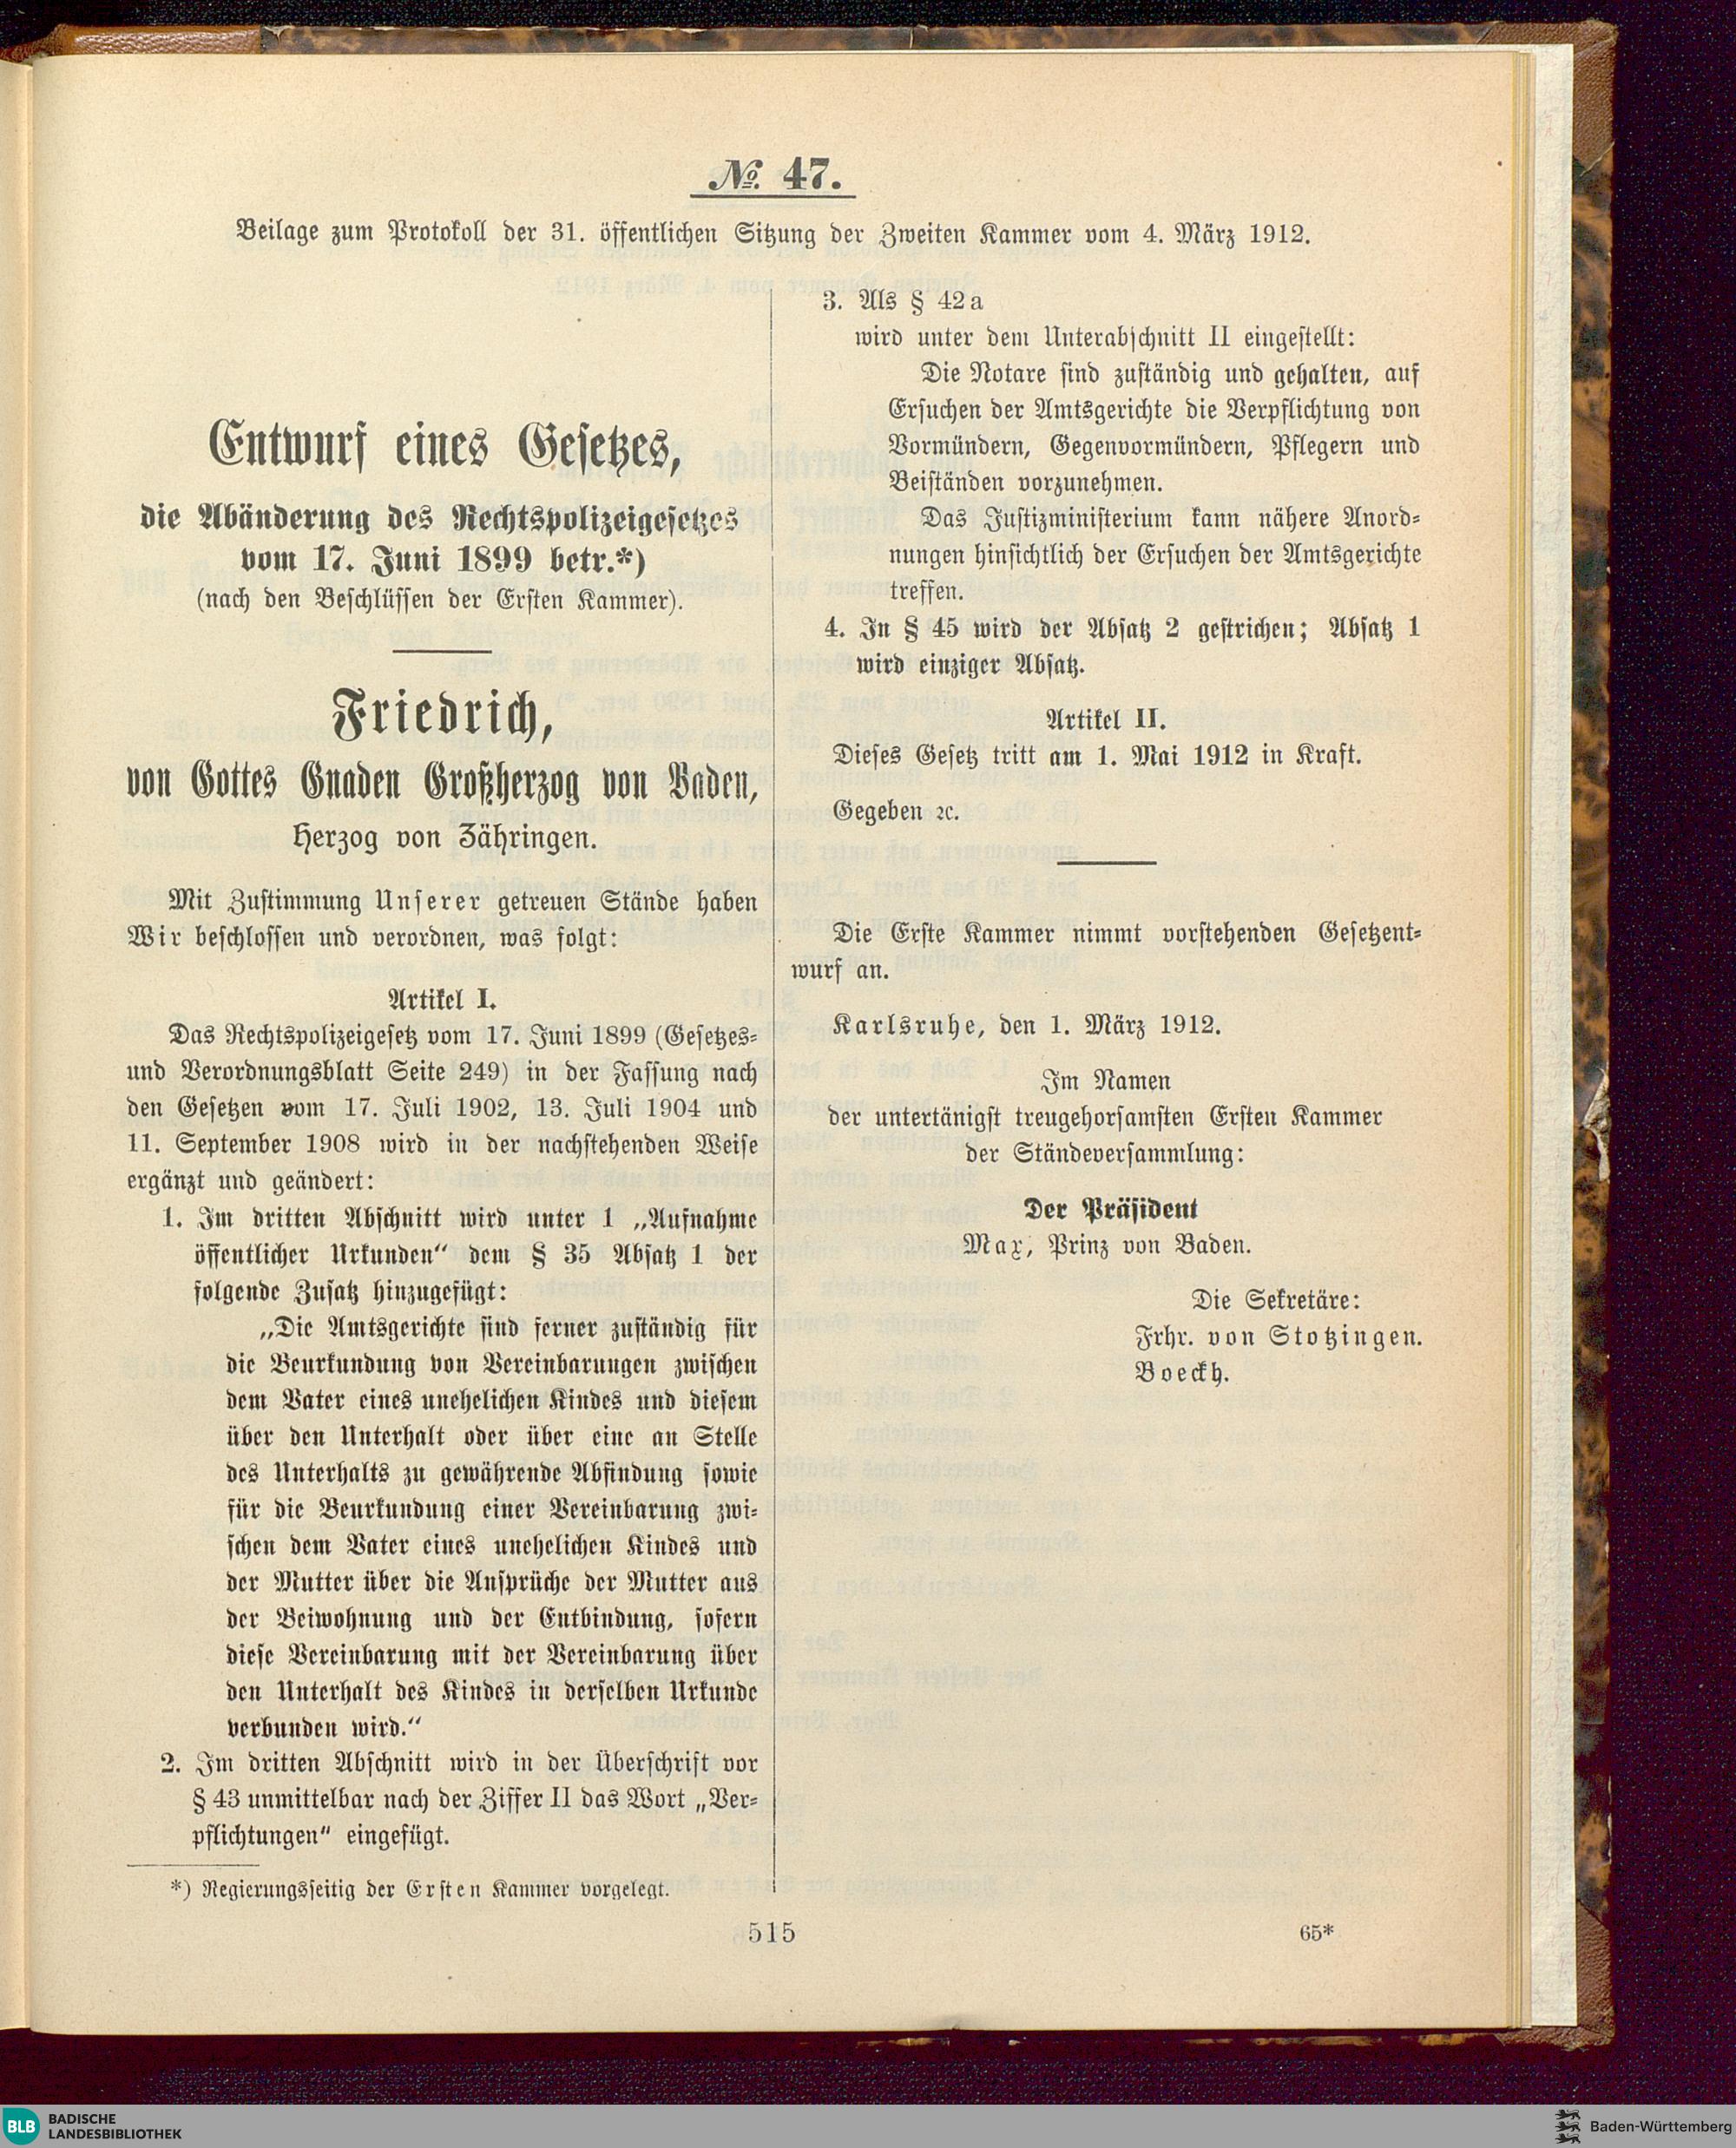 № 47.
Beilage zum Protokoll der 31. öffentlichen Sitzung der Zweiten Kammer vom 4. März 1912.
Entwurf eines Gesetzes,
die Abänderung des Rechtspolizeigesetzes
vom 17. Juni 1899 betr.*)
(nach den Beschlüssen der Ersten Kammer).
Friedrich,
von Gottes Gnaden Großherzog von Baden,
Herzog von Zähringen.
Mit Zustimmung Unserer getreuen Stände haben
Wir beschlossen und verordnen, was folgt:
Artikel I.
Das Rechtspolizeigesetz vom 17. Juni 1899 (Gesetzes-
und Verordnungsblatt Seite 249) in der Fassung nach
den Gesetzen vom 17. Juli 1902, 13. Juli 1904 und
11. September 1908 wird in der nachstehenden Weise
ergänzt und geändert:
1. Im dritten Abschnitt wird unter 1 „Aufnahme
öffentlicher Urkunden“ dem § 35 Absatz 1 der
folgende Zusatz hinzugefügt:
„Die Amtsgerichte sind ferner zuständig für
die Beurkundung von Vereinbarungen zwischen
dem Vater eines unehelichen Kindes und diesem
über den Unterhalt oder über eine an Stelle
des Unterhalts zu gewährende Abfindung sowie
für die Beurkundung einer Vereinbarung zwi-
schen dem Vater eines unehelichen Kindes und
der Mutter über die Ansprüche der Mutter aus
der Beiwohnung und der Entbindung, sofern
diese Vereinbarung mit der Vereinbarung über
den Unterhalt des Kindes in derselben Urkunde
verbunden wird.“
2. Im dritten Abschnitt wird in der Überschrift vor
§ 43 unmittelbar nach der Ziffer II das Wort „Ver-
pflichtungen“ eingefügt.
*) Regierungsseitig der Ersten Kammer vorgelegt.
3. Als § 42a
wird unter dem Unterabschnitt II eingestellt:
Die Notare sind zuständig und gehalten, auf
Ersuchen der Amtsgerichte die Verpflichtung von
Vormündern, Gegenvormündern, Pflegern und
Beiständen vorzunehmen.
Das Justizministerium kann nähere Anord-
nungen hinsichtlich der Ersuchen der Amtsgerichte
treffen.
4. In § 45 wird der Absatz 2 gestrichen; Absatz 1
wird einziger Absatz.
Artikel II.
Dieses Gesetz tritt am 1. Mai 1912 in Kraft.
Gegeben ꝛc.
Die Erste Kammer nimmt vorstehenden Gesetzent-
wurf an.
Karlsruhe, den 1. März 1912.
Im Namen
der untertänigst treugehorsamsten Ersten Kammer
der Ständeversammlung:
Der Präsident
Max, Prinz von Baden.
Die Sekretäre:
Frhr. von Stotzingen.
Boeckh.
515
65*
BLB
BADISCHE
LANDESBIBLIOTHEK
Baden-Württemberg